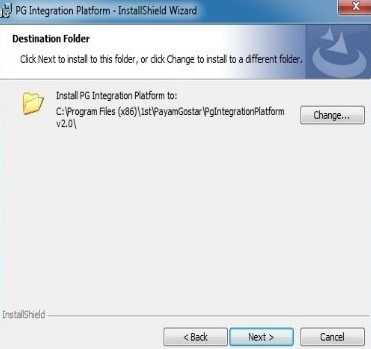 PG Integration Platform - InstallShield Wizard
Destination Folder
Click Next to install to this folder, or click Change to install to a different folder.
Install PG Integration Platform to:
C:\Program Files (x86)\1st\PayamGostar\PgIntegrationPlatform
v2.0\
Change...
InstallShield
< Back
Next >
Cancel